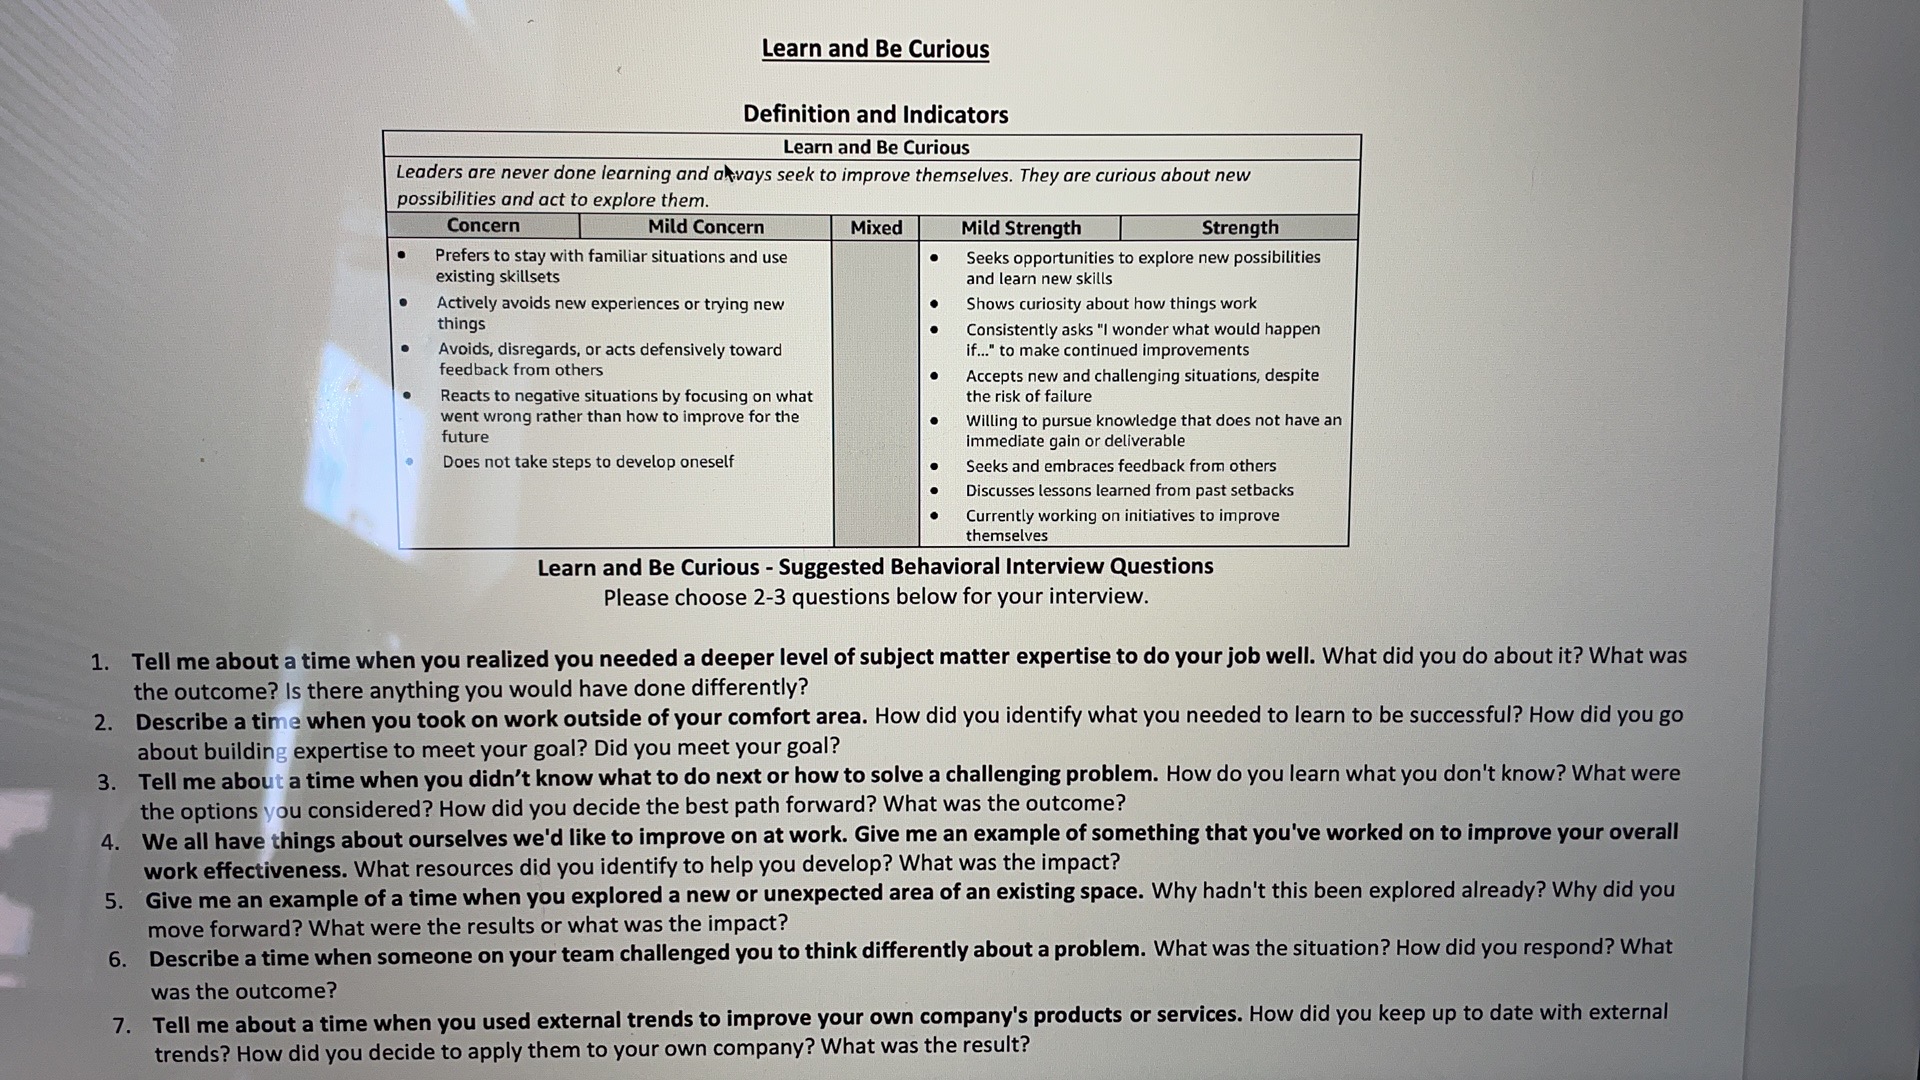 Learn and Be Curious
Definition and Indicators
Learn and Be Curious
Leaders are never done learning and always seek to improve themselves. They are curious about new
possibilities and act to explore them.
Concern
Mild Concern
Mixed
Mild Strength
Strength
• Prefers to stay with familiar situations and use
existing skillsets
• Actively avoids new experiences or trying new
things
• Avoids, disregards, or acts defensively toward
feedback from others
• Reacts to negative situations by focusing on what
went wrong rather than how to improve for the
future
• Does not take steps to develop oneself
• Seeks opportunities to explore new possibilities
and learn new skills
• Shows curiosity about how things work
• Consistently asks "I wonder what would happen
if..." to make continued improvements
• Accepts new and challenging situations, despite
the risk of failure
• Willing to pursue knowledge that does not have an
immediate gain or deliverable
• Seeks and embraces feedback from others
• Discusses lessons learned from past setbacks
• Currently working on initiatives to improve
themselves
Learn and Be Curious - Suggested Behavioral Interview Questions
Please choose 2-3 questions below for your interview.
1. Tell me about a time when you realized you needed a deeper level of subject matter expertise to do your job well. What did you do about it? What was
the outcome? Is there anything you would have done differently?
2. Describe a time when you took on work outside of your comfort area. How did you identify what you needed to learn to be successful? How did you go
about building expertise to meet your goal? Did you meet your goal?
3. Tell me about a time when you didn't know what to do next or how to solve a challenging problem. How do you learn what you don't know? What were
the options you considered? How did you decide the best path forward? What was the outcome?
4. We all have things about ourselves we'd like to improve on at work. Give me an example of something that you've worked on to improve your overall
work effectiveness. What resources did you identify to help you develop? What was the impact?
5. Give me an example of a time when you explored a new or unexpected area of an existing space. Why hadn't this been explored already? Why did you
move forward? What were the results or what was the impact?
6. Describe a time when someone on your team challenged you to think differently about a problem. What was the situation? How did you respond? What
was the outcome?
7. Tell me about a time when you used external trends to improve your own company's products or services. How did you keep up to date with external
trends? How did you decide to apply them to your own company? What was the result?